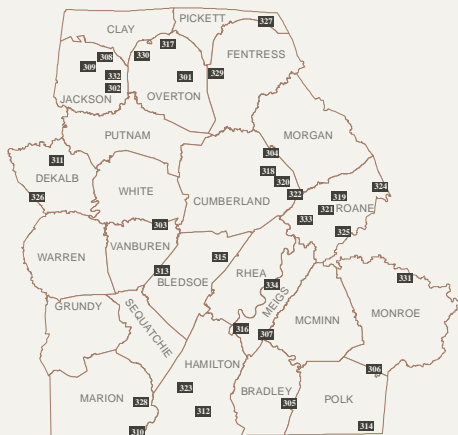 PICKETT
327
CLAY
317
FENTRESS
308
330
309
332
301
329
302
JACKSON
OVERTON
PUTNAM
MORGAN
304
311
318
DEKALB
320
324
WHITE
322
319
326
CUMBERLAND
321
ROANE
333
303
325
VANBUREN
WARREN
315
313
RHEA
331
BLEDSOE
334
MEIGS
GRUNDY
SEQUATCHIE
MCMINN
MONROE
316
307
HAMILTON
306
323
BRADLEY
MARION
328
305
POLK
312
314
310